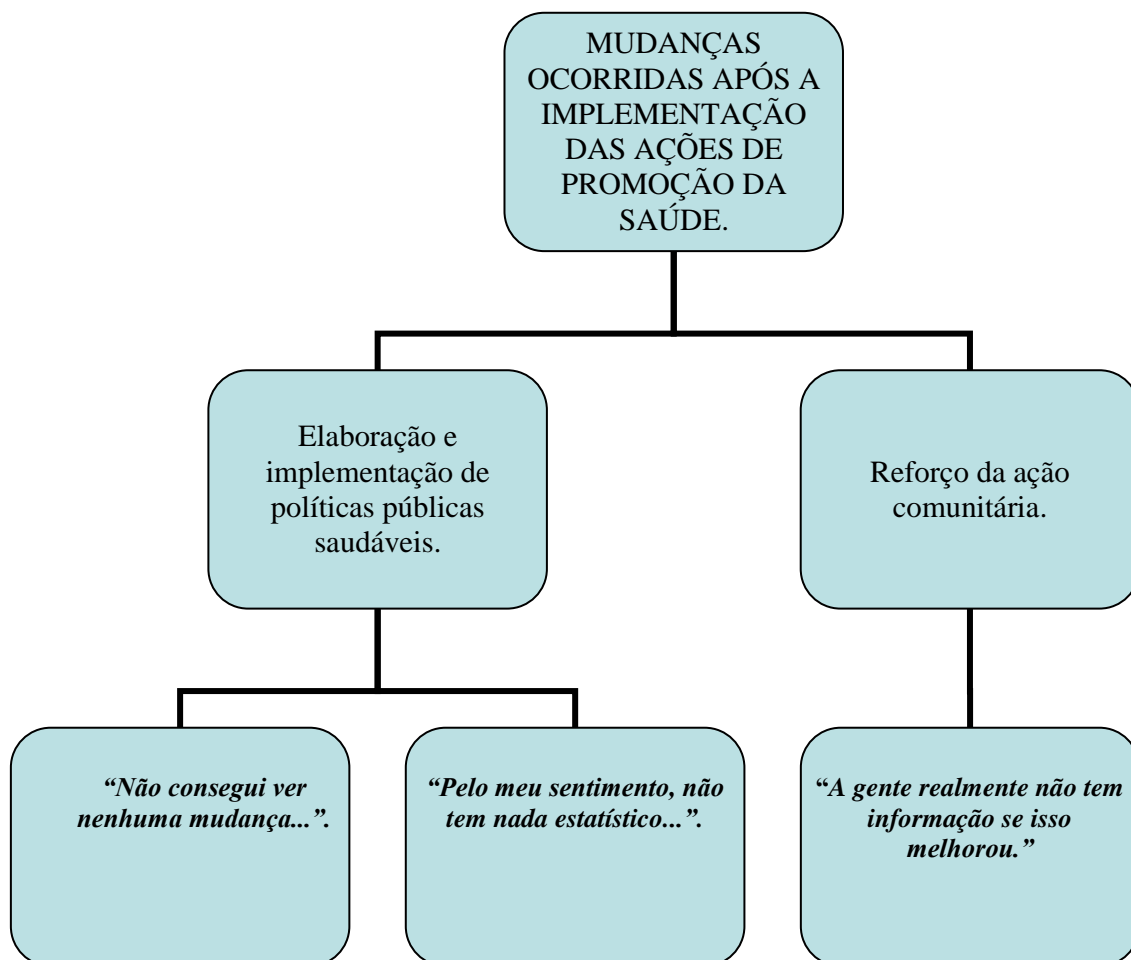 MUDANÇAS
OCORRIDAS APÓS A
IMPLEMENTAÇÃO
DAS AÇÕES DE
PROMOÇÃO DA
SAÚDE.
Elaboração e
implementação de
políticas públicas
saudáveis.
Reforço da ação
comunitária.
“Não consegui ver
nenhuma mudança...”.
“Pelo meu sentimento, não
tem nada estatístico...”.
“A gente realmente não tem
informação se isso
melhorou.”